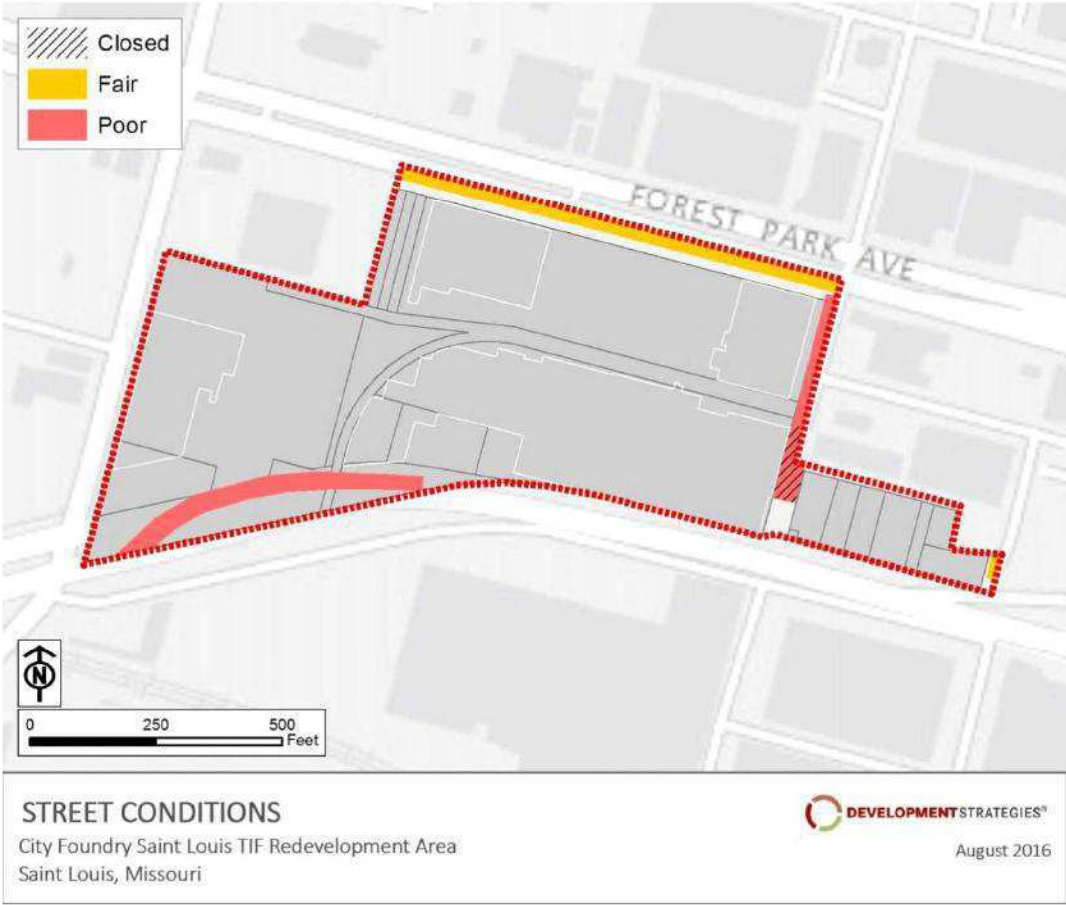 Closed
Fair
Poor
FOREST PARK AVE
N
0 250 500
Feet
STREET CONDITIONS
City Foundry Saint Louis TIF Redevelopment Area
Saint Louis, Missouri
DEVELOPMENTSTRATEGIES®
August 2016